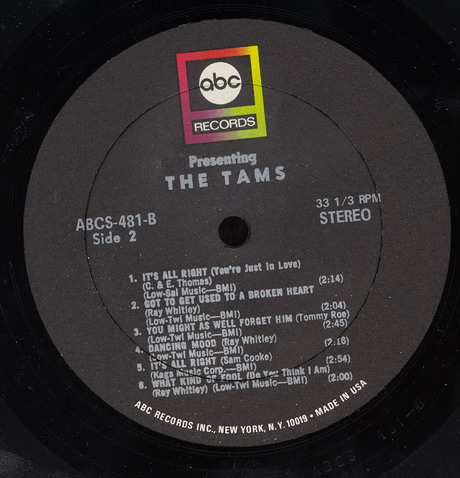 abc
RECORDS
Presenting
THE TAMS
ABCS-481-B
Side 2
33 1/3 RPM
STEREO
1. IT'S ALL RIGHT (You're Just in Love)
(C. & E. Thomas) (2:14)
(Low-Sal Music—BMI)
2. GOT TO GET USED TO A BROKEN HEART
(Ray Whitley) (2:04)
(Low-Twi Music—BMI)
3. YOU MIGHT AS WELL FORGET HIM (Tommy Roe)
(Low-Twi Music—BMI) (2:45)
4. DANCING MOOD (Ray Whitley)
(Low-Twi Music—BMI) (2:16)
5. IT'S ALL RIGHT (Sam Cooke)
(Kags Music Corp.—BMI) (2:54)
6. WHAT KIND OF FOOL (Do You Think I Am)
(Ray Whitley) (Low-Twi Music—BMI) (2:00)
ABC RECORDS INC., NEW YORK, N.Y. 10019 • MADE IN USA